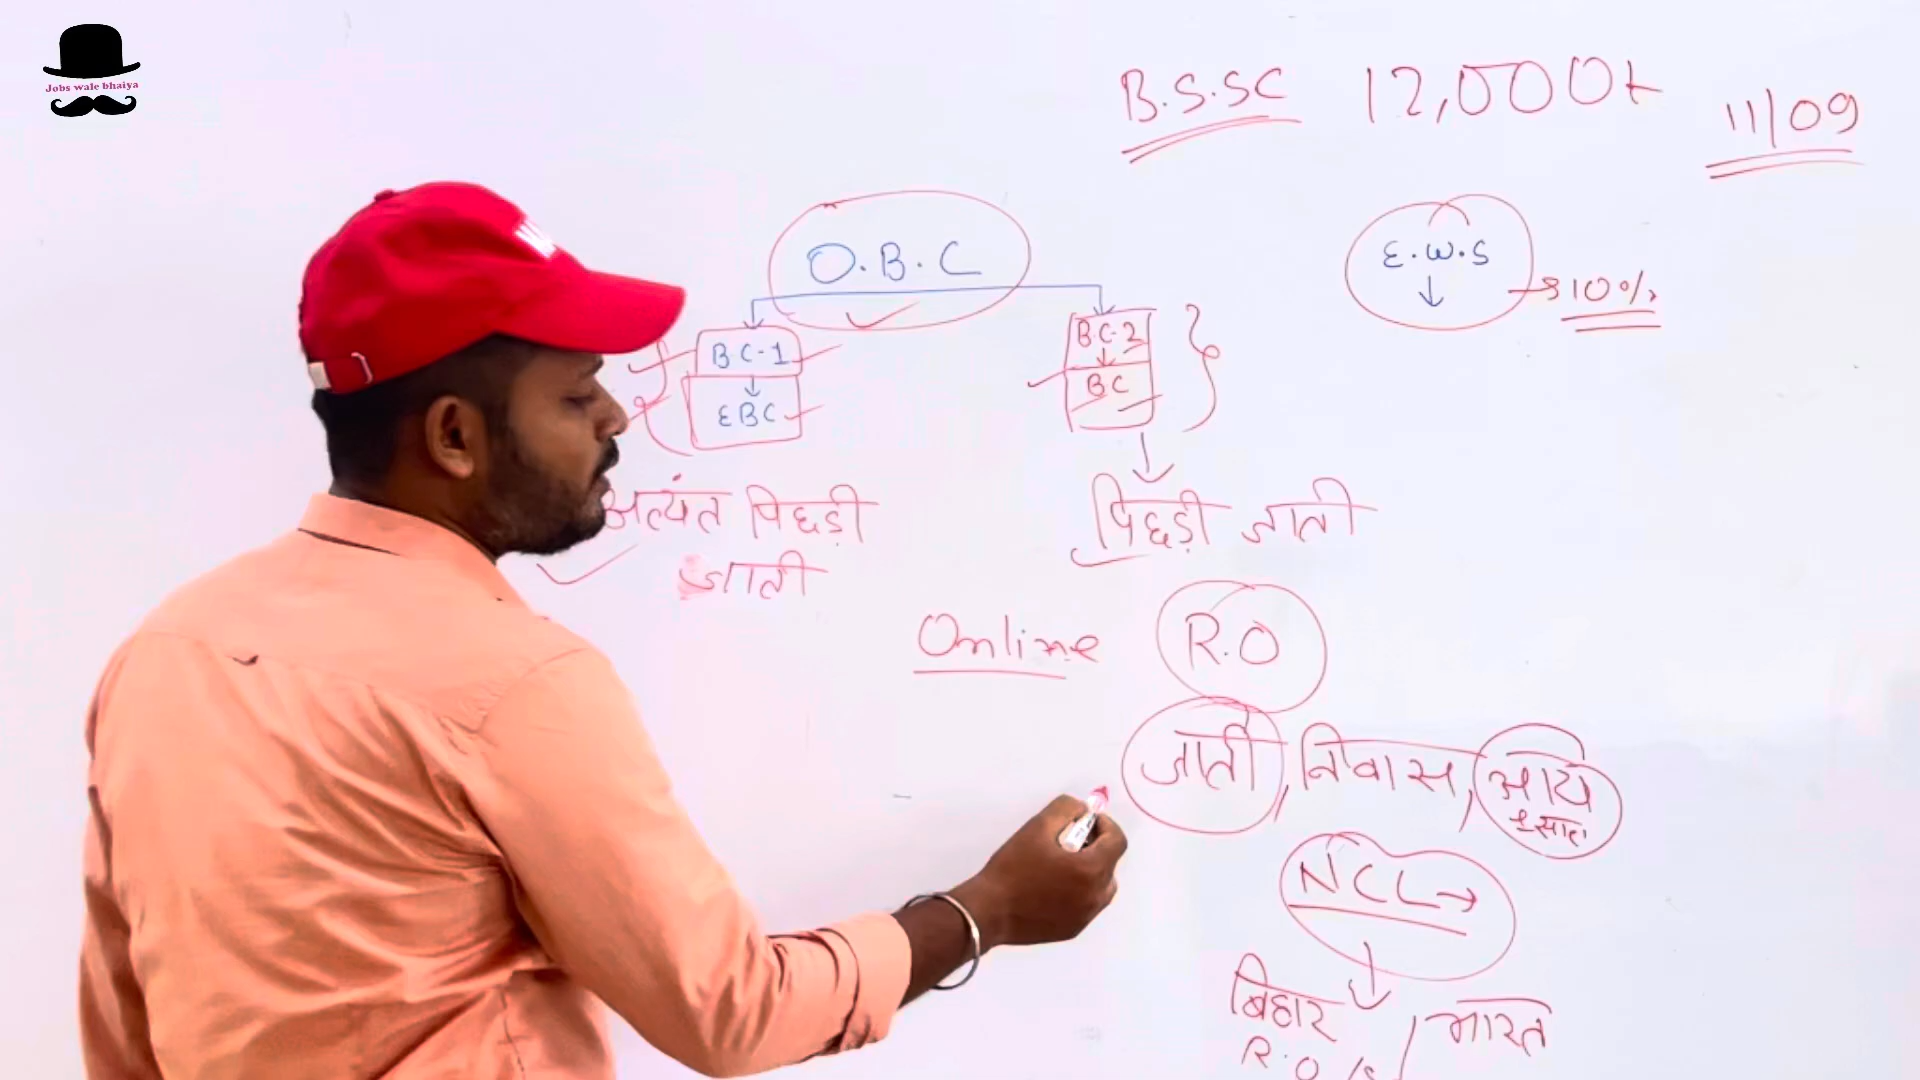 Jobs wale bhaiya
B.S.SC 12,000+ 11/09
O.B.C
E.W.S
10%
BC-1
B.C-2
EBC
BC
अत्यंत पिछड़ी
जाती
पिछड़ी जाती
Online R.O
जाती, निवास, आय
NCL
बिहार / भारत
R.O